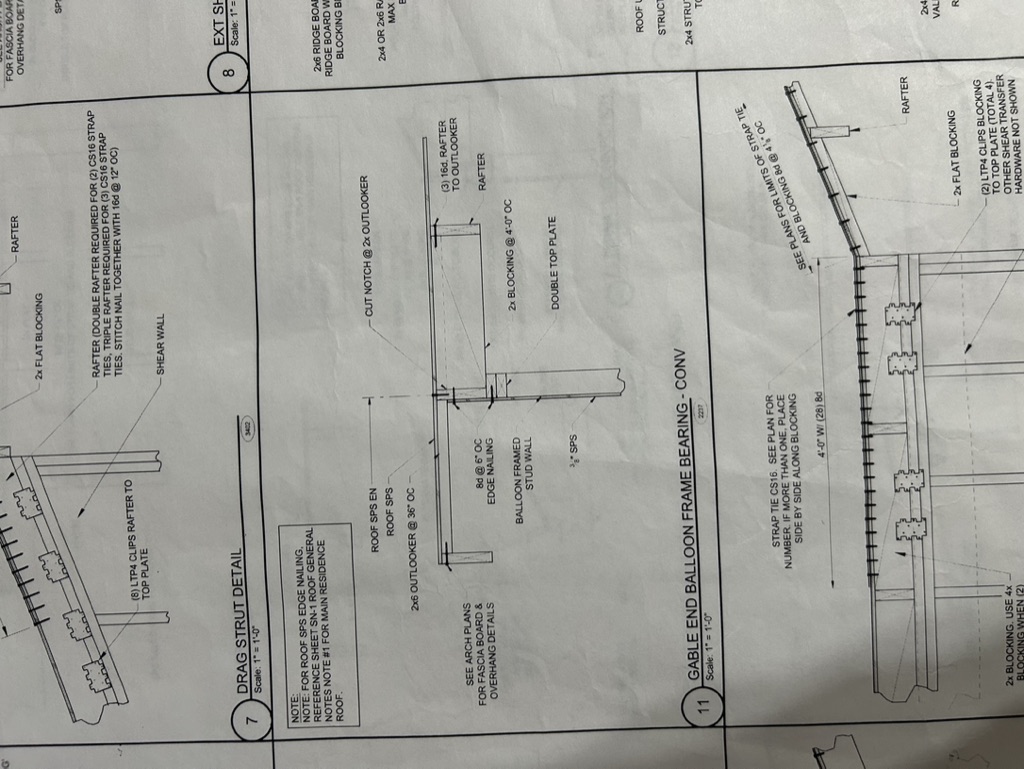 RAFTER
2x FLAT BLOCKING
RAFTER (DOUBLE RAFTER REQUIRED FOR (2) CS16 STRAP
TIES, TRIPLE RAFTER REQUIRED FOR (3) CS16 STRAP
TIES. STITCH NAIL TOGETHER WITH 16d @ 12" OC)
SHEAR WALL
(6) LTP4 CLIPS RAFTER TO
TOP PLATE
7
DRAG STRUT DETAIL
Scale: 1" = 1'-0"
3402
FOR FASCIA
OVERHANG
8
EXT
Scale: 1" =
NOTE:
NOTE: FOR ROOF SPS EDGE NAILING,
REFERENCE SHEET SN-1 ROOF GENERAL
NOTES NOTE #1 FOR MAIN RESIDENCE
ROOF.
CUT NOTCH @ 2x OUTLOOKER
ROOF SPS EN
ROOF SPS
2x6 OUTLOOKER @ 36" OC
(3) 16d. RAFTER
TO OUTLOOKER
RAFTER
2x BLOCKING @ 4'-0" OC
DOUBLE TOP PLATE
8d @ 6" OC
EDGE NAILING
BALLOON FRAMED
STUD WALL
3/8" SPS
SEE ARCH PLANS
FOR FASCIA BOARD &
OVERHANG DETAILS
11
GABLE END BALLOON FRAME BEARING - CONV
Scale: 1" = 1'-0"
2237
2x6 RIDGE
RIDGE BOARD
BLOCKING
2x4 OR 2x6
MAX
ROOF
2x4
TO
SEE PLANS FOR LIMITS OF STRAP TIE
AND BLOCKING 8d @ 4 1/8" OC
STRAP TIE CS16. SEE PLAN FOR
NUMBER. IF MORE THAN ONE, PLACE
SIDE BY SIDE ALONG BLOCKING
4'-0" W/ (28) 8d
RAFTER
2x FLAT BLOCKING
(2) LTP4 CLIPS BLOCKING
TO TOP PLATE (TOTAL 4).
OTHER SHEAR TRANSFER
HARDWARE NOT SHOWN
2x BLOCKING. USE 4x
BLOCKING WHEN (2)
2x4